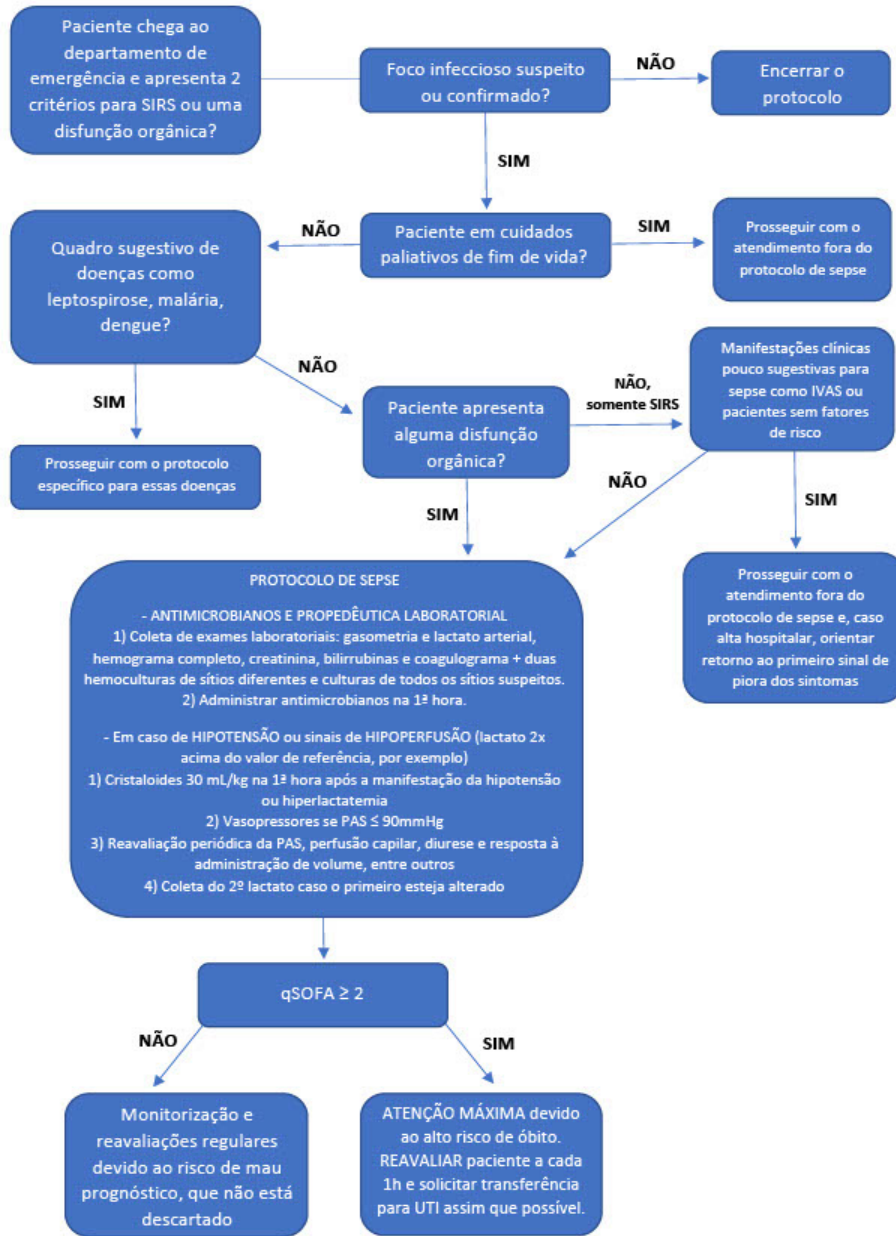 Paciente chega ao
departamento de
emergência e apresenta 2
critérios para SIRS ou uma
disfunção orgânica?
Foco infeccioso suspeito
ou confirmado?
NÃO
Encerrar o
protocolo
SIM
Paciente em cuidados
paliativos de fim de vida?
SIM
Prosseguir com o
atendimento fora do
protocolo de sepse
NÃO
Quadro sugestivo de
doenças como
leptospirose, malária,
dengue?
SIM
Prosseguir com o protocolo
específico para essas doenças
NÃO
Paciente apresenta
alguma disfunção
orgânica?
NÃO,
somente SIRS
Manifestações clínicas
pouco sugestivas para
sepse como IVAS ou
pacientes sem fatores
de risco
NÃO
SIM
Prosseguir com o
atendimento fora do
protocolo de sepse e, caso
alta hospitalar, orientar
retorno ao primeiro sinal de
piora dos sintomas
SIM
PROTOCOLO DE SEPSE
- ANTIMICROBIANOS E PROPEDÊUTICA LABORATORIAL
1) Coleta de exames laboratoriais: gasometria e lactato arterial,
hemograma completo, creatinina, bilirrubinas e coagulograma + duas
hemoculturas de sítios diferentes e culturas de todos os sítios suspeitos.
2) Administrar antimicrobianos na 1ª hora.
- Em caso de HIPOTENSÃO ou sinais de HIPOPERFUSÃO (lactato 2x
acima do valor de referência, por exemplo)
1) Cristaloides 30 mL/kg na 1ª hora após a manifestação da hipotensão
ou hiperlactatemia
2) Vasopressores se PAS ≤ 90mmHg
3) Reavaliação periódica da PAS, perfusão capilar, diurese e resposta à
administração de volume, entre outros
4) Coleta do 2º lactato caso o primeiro esteja alterado
qSOFA ≥ 2
NÃO
SIM
Monitorização e
reavaliações regulares
devido ao risco de mau
prognóstico, que não está
descartado
ATENÇÃO MÁXIMA devido
ao alto risco de óbito.
REAVALIAR paciente a cada
1h e solicitar transferência
para UTI assim que possível.